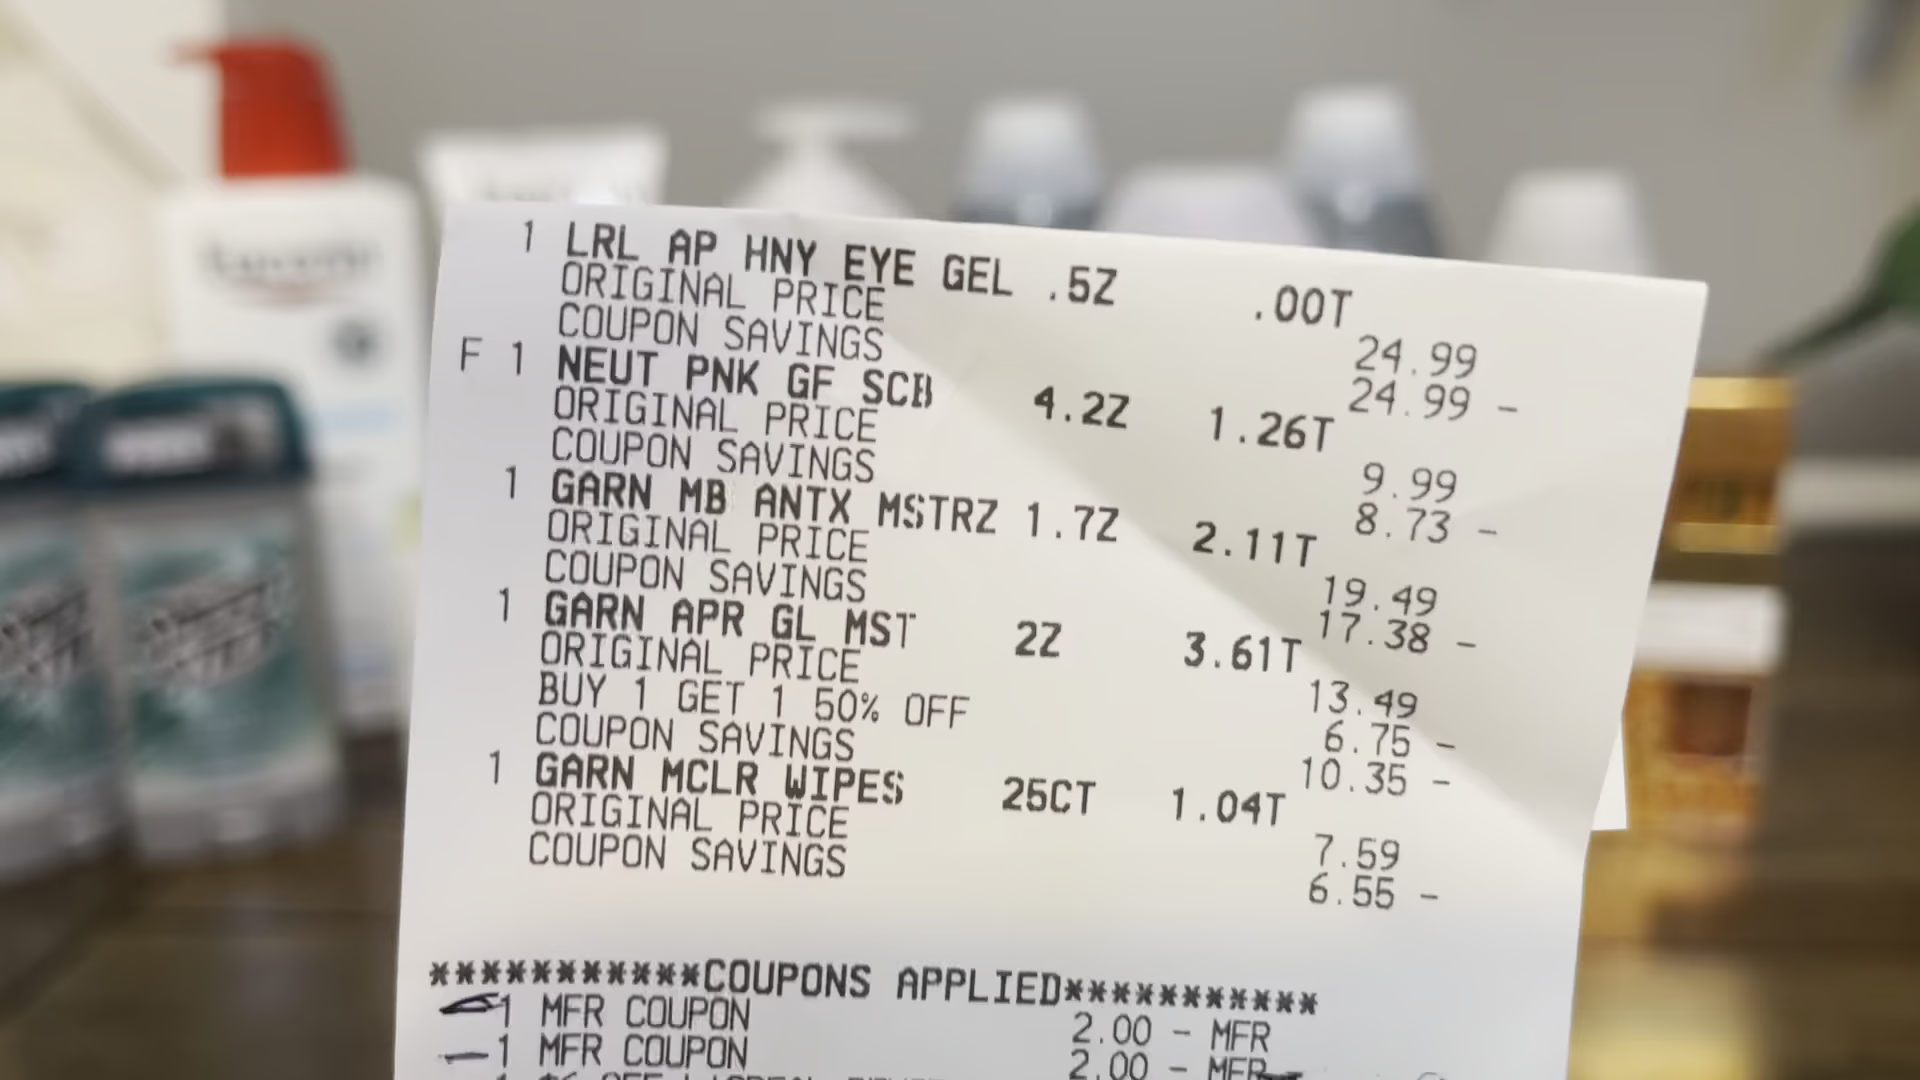 1 LRL AP HNY EYE GEL .5Z .00T
ORIGINAL PRICE 24.99
COUPON SAVINGS 24.99 -
F 1 NEUT PNK GF SCB 4.2Z 1.26T
ORIGINAL PRICE 9.99
COUPON SAVINGS 8.73 -
1 GARN MB ANTX MSTRZ 1.7Z 2.11T
ORIGINAL PRICE 19.49
COUPON SAVINGS 17.38 -
1 GARN APR GL MST 2Z 3.61T
ORIGINAL PRICE 13.49
BUY 1 GET 1 50% OFF 6.75 -
COUPON SAVINGS 10.35 -
1 GARN MCLR WIPES 25CT 1.04T
ORIGINAL PRICE 7.59
COUPON SAVINGS 6.55 -
***********COUPONS APPLIED***********
1 MFR COUPON 2.00 - MFR
1 MFR COUPON 2.00 - MFR